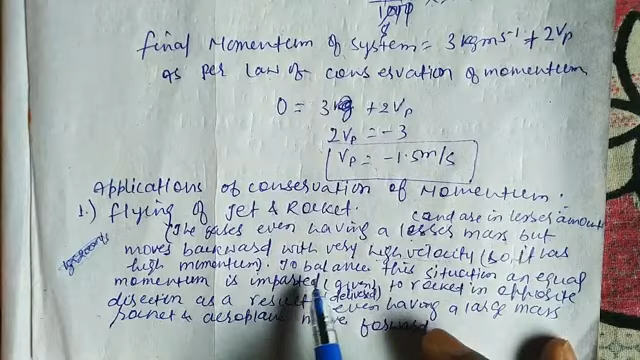 final Momentum of system = 3 kg ms⁻¹ + 2Vp
as per law of conservation of momentum
0 = 3 + 2Vp
2Vp = -3
Vp = -1.5m/s
Applications of conservation of Momentum.
1.) Flying of Jet & Rocket.
(and are in lesser amount
(The gases even having a lesser mass but
moves backward with very high velocity (so, it has
high momentum). To balance this situation an equal
momentum is imparted (given) to rocket in opposite
(delivered)
direction as a result even having a large mass
rocket & aeroplane move forward